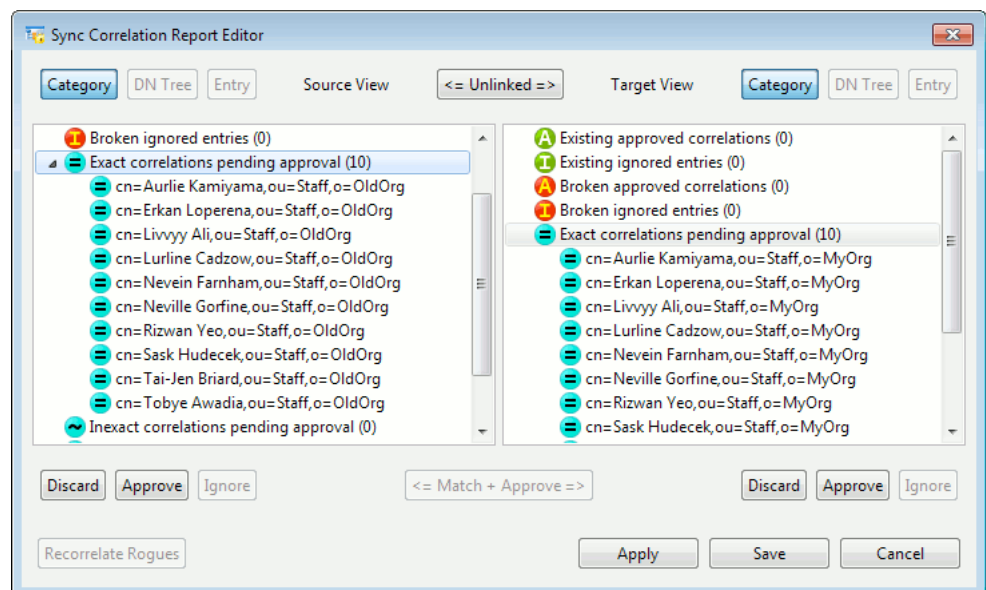 Sync Correlation Report Editor
Category DN Tree Entry Source View <= Unlinked => Target View Category DN Tree Entry
Broken ignored entries (0)
Exact correlations pending approval (10)
cn=Aurlie Kamiyama,ou=Staff,o=OldOrg
cn=Erkan Loperena,ou=Staff,o=OldOrg
cn=Livvyy Ali,ou=Staff,o=OldOrg
cn=Lurline Cadzow,ou=Staff,o=OldOrg
cn=Nevein Farnham,ou=Staff,o=OldOrg
cn=Neville Gorfine,ou=Staff,o=OldOrg
cn=Rizwan Yeo,ou=Staff,o=OldOrg
cn=Sask Hudecek,ou=Staff,o=OldOrg
cn=Tai-Jen Briard,ou=Staff,o=OldOrg
cn=Tobye Awadia,ou=Staff,o=OldOrg
Inexact correlations pending approval (0)
Existing approved correlations (0)
Existing ignored entries (0)
Broken approved correlations (0)
Broken ignored entries (0)
Exact correlations pending approval (10)
cn=Aurlie Kamiyama,ou=Staff,o=MyOrg
cn=Erkan Loperena,ou=Staff,o=MyOrg
cn=Livvyy Ali,ou=Staff,o=MyOrg
cn=Lurline Cadzow,ou=Staff,o=MyOrg
cn=Nevein Farnham,ou=Staff,o=MyOrg
cn=Neville Gorfine,ou=Staff,o=MyOrg
cn=Rizwan Yeo,ou=Staff,o=MyOrg
cn=Sask Hudecek,ou=Staff,o=MyOrg
Discard Approve Ignore <= Match + Approve => Discard Approve Ignore
Recorrelate Rogues Apply Save Cancel